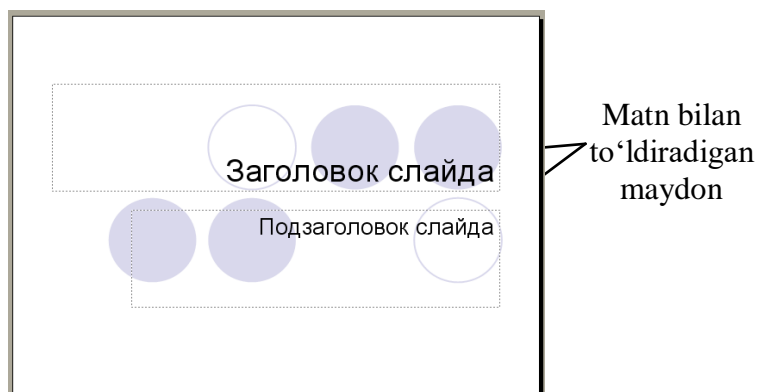 Заголовок слайда
Подзаголовок слайда
Matn bilan
to‘ldiradigan
maydon